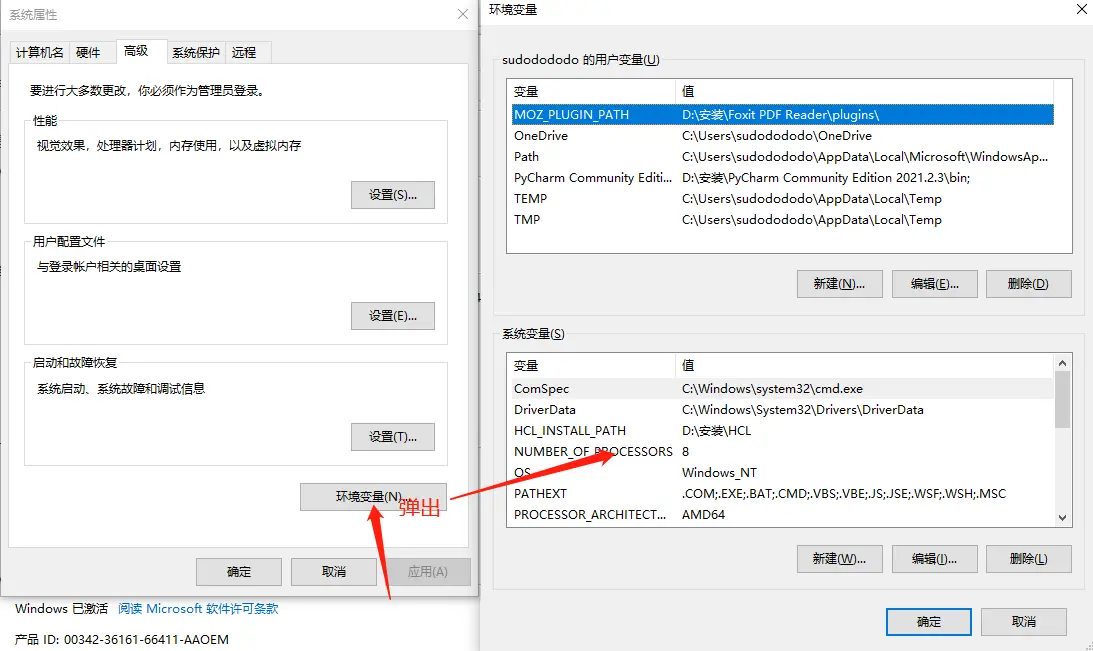 系统属性
计算机名 硬件 高级 系统保护 远程
要进行大多数更改，你必须作为管理员登录。
性能
视觉效果，处理器计划，内存使用，以及虚拟内存
设置(S)...
用户配置文件
与登录帐户相关的桌面设置
设置(E)...
启动和故障恢复
系统启动、系统故障和调试信息
设置(T)...
环境变量(N)...
弹出
确定 取消 应用(A)
Windows 已激活 阅读 Microsoft 软件许可条款
产品 ID: 00342-36161-66411-AAOEM
环境变量
sudodododo 的用户变量(U)
变量 值
MOZ_PLUGIN_PATH D:\安装\Foxit PDF Reader\plugins\
OneDrive C:\Users\sudodododo\OneDrive
Path C:\Users\sudodododo\AppData\Local\Microsoft\WindowsAp...
PyCharm Community Editi... D:\安装\PyCharm Community Edition 2021.2.3\bin;
TEMP C:\Users\sudodododo\AppData\Local\Temp
TMP C:\Users\sudodododo\AppData\Local\Temp
新建(N)... 编辑(E)... 删除(D)
系统变量(S)
变量 值
ComSpec C:\Windows\system32\cmd.exe
DriverData C:\Windows\System32\Drivers\DriverData
HCL_INSTALL_PATH D:\安装\HCL
NUMBER_OF_PROCESSORS 8
OS Windows_NT
PATHEXT .COM;.EXE;.BAT;.CMD;.VBS;.VBE;.JS;.JSE;.WSF;.WSH;.MSC
PROCESSOR_ARCHITECT... AMD64
新建(W)... 编辑(I)... 删除(L)
确定 取消